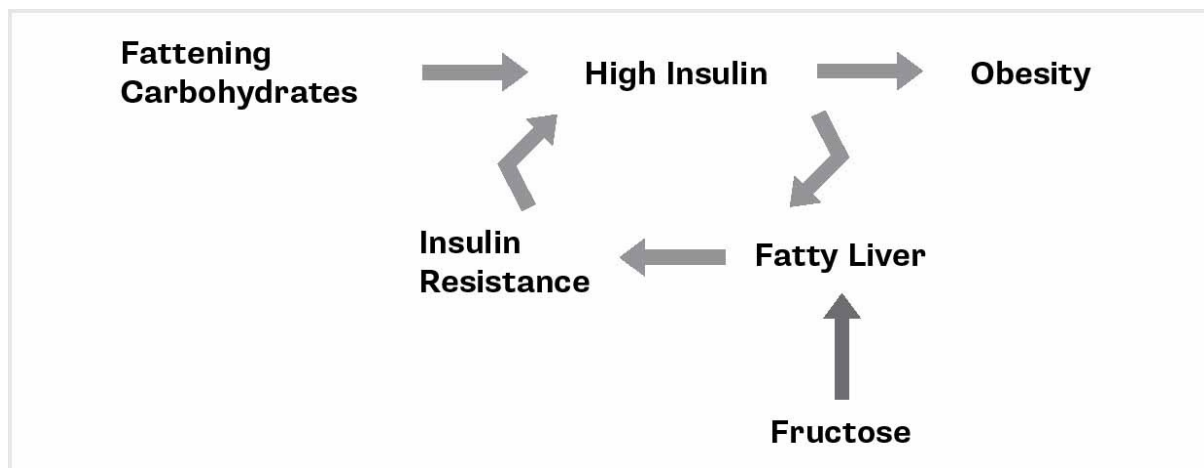 Fattening
Carbohydrates
High Insulin
Obesity
Insulin
Resistance
Fatty Liver
Fructose